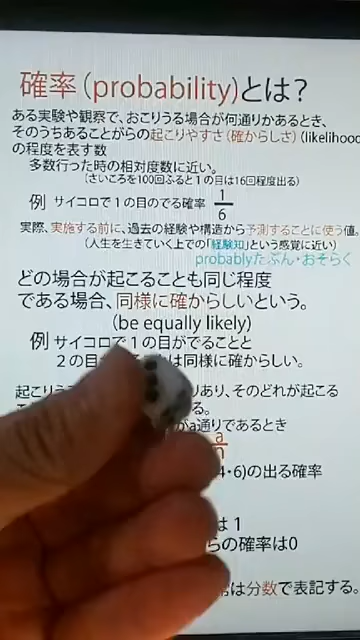 確率(probability)とは?
ある実験や観察で、おこりうる場合が何通りかあるとき、
そのうちあることがらの起こりやすさ(確からしさ)(likelihood
の程度を表す数
多数行った時の相対度数に近い。
(さいころを100回ふると1の目は16回程度出る)
例 サイコロで1の目のでる確率 1/6
実際、実施する前に、過去の経験や構造から予測することに使う値。
(人生を生きていく上での「経験知」という感覚に近い)
probablyたぶん・おそらく
どの場合が起こることも同じ程度
である場合、同様に確からしいという。
(be equally likely)
例 サイコロで1の目がでることと
2の目 は同様に確からしい。
起こり りあり、そのどれが起こる
る。
a通りであるとき
a
4・6)の出る確率
は1
らの確率は0
は分数で表記する。